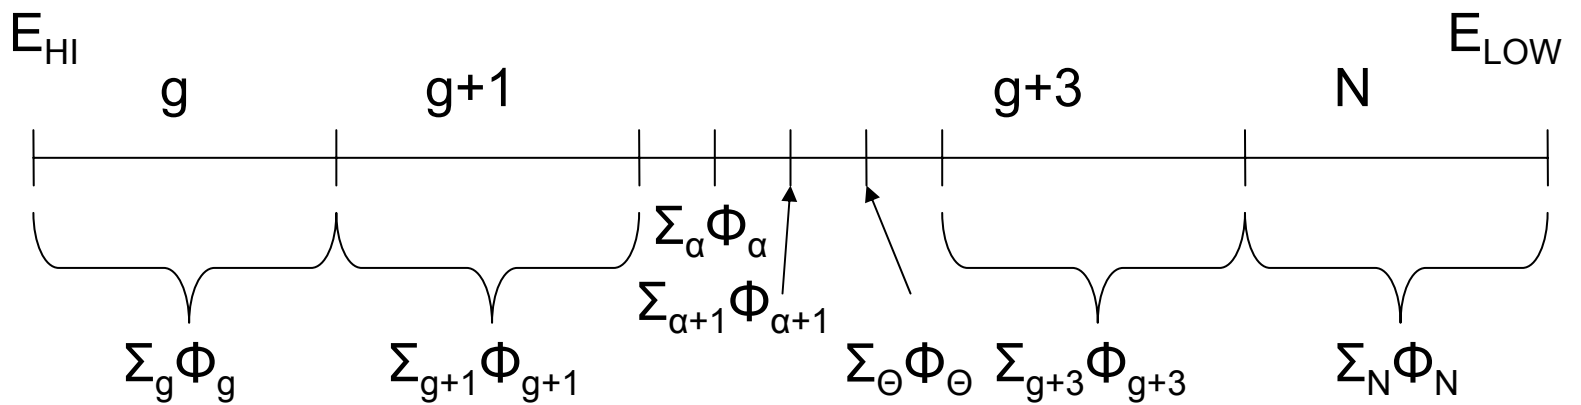 E_HI E_LOW
g g+1 g+3 N
Σ_αΦ_α
Σ_α+1Φ_α+1
Σ_gΦ_g Σ_g+1Φ_g+1 Σ_ΘΦ_Θ Σ_g+3Φ_g+3 Σ_NΦ_N